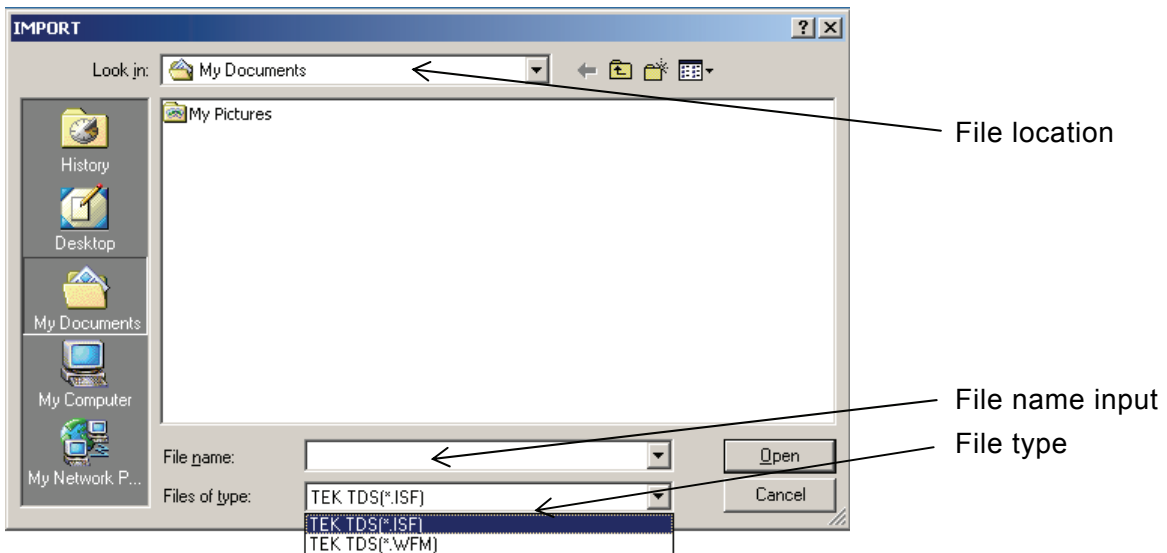 IMPORT
Look in:
My Documents
My Pictures
File location
History
Desktop
My Documents
My Computer
My Network P...
File name:
Open
File name input
File type
Files of type:
TEK TDS(*.ISF)
Cancel
TEK TDS(*.ISF)
TEK TDS(*.WFM)